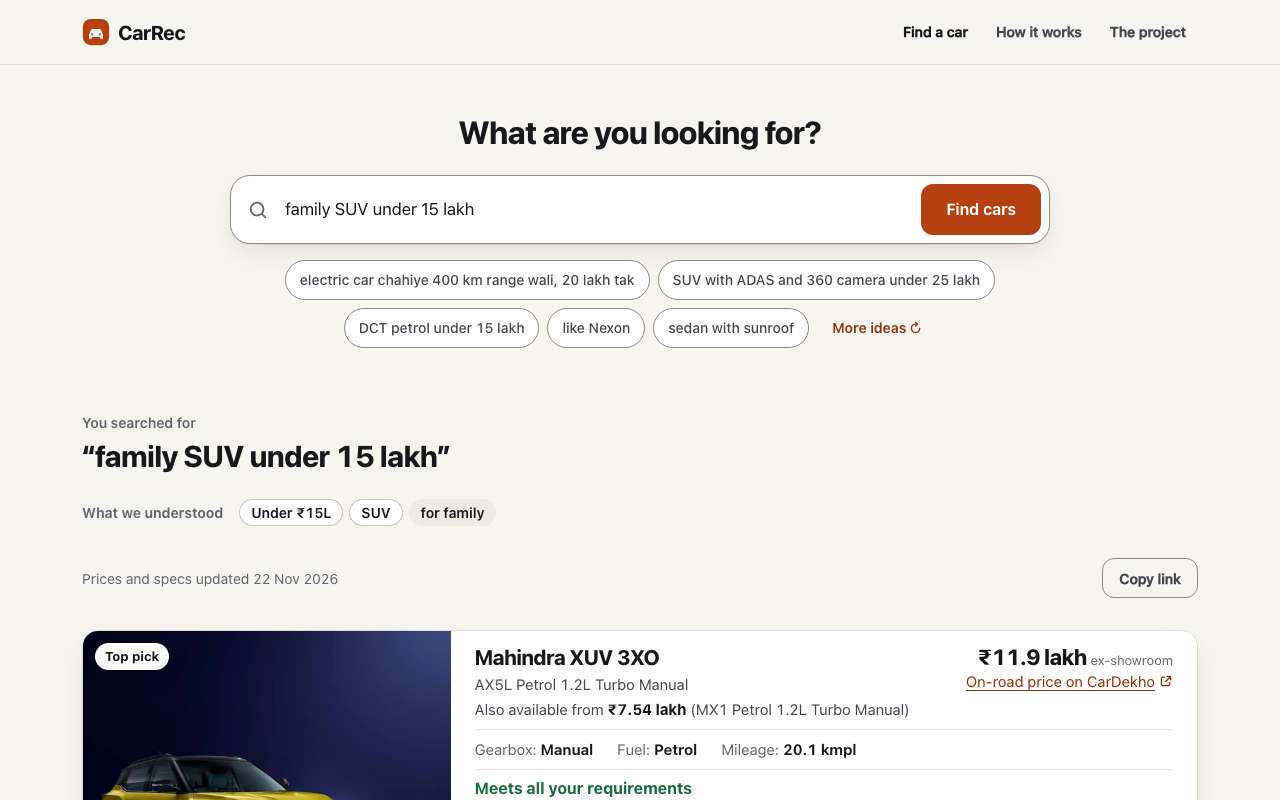 CarRec
Find a car
How it works
The project
What are you looking for?
family SUV under 15 lakh
Find cars
electric car chahiye 400 km range wali, 20 lakh tak
SUV with ADAS and 360 camera under 25 lakh
DCT petrol under 15 lakh
like Nexon
sedan with sunroof
More ideas ↻
You searched for
“family SUV under 15 lakh”
What we understood
Under ₹15L
SUV
for family
Prices and specs updated 22 Nov 2026
Copy link
Top pick
Mahindra XUV 3XO
₹11.9 lakh ex-showroom
AX5L Petrol 1.2L Turbo Manual
On-road price on CarDekho
Also available from ₹7.54 lakh (MX1 Petrol 1.2L Turbo Manual)
Gearbox: Manual
Fuel: Petrol
Mileage: 20.1 kmpl
Meets all your requirements